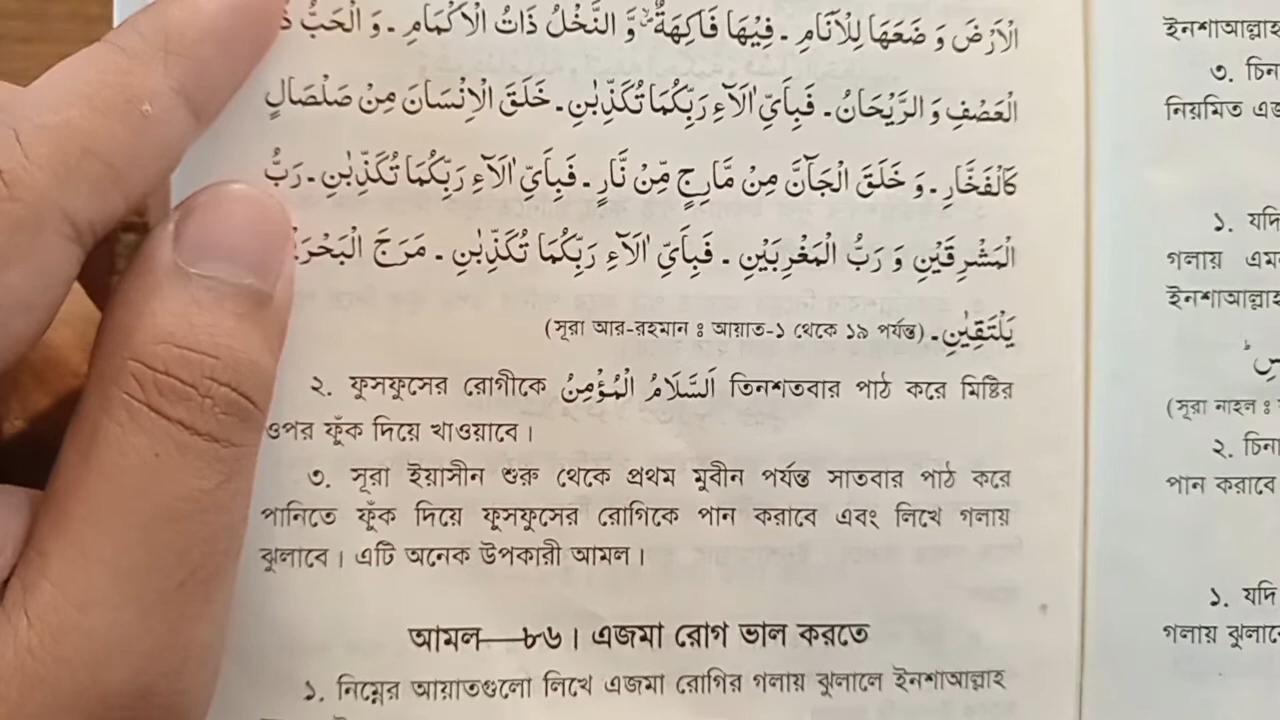 الْاَرْضَ وَ ضَعَهَا لِلْاَنَامِ ۔ فِيْهَا فَاكِهَةٌ ۙ وَّ النَّخْلُ ذَاتُ الْاَكْمَامِ ۔ وَ الْحَبُّ
الْعَصْفِ وَ الرَّيْحَانُ ۔ فَبِاَيِّ اٰلَآءِ رَبِّكُمَا تُكَذِّبٰنِ ۔ خَلَقَ الْاِنْسَانَ مِنْ صَلْصَالٍ
كَالْفَخَّارِ ۔ وَ خَلَقَ الْجَآنَّ مِنْ مَّارِجٍ مِّنْ نَّارٍ ۔ فَبِاَيِّ اٰلَآءِ رَبِّكُمَا تُكَذِّبٰنِ ۔ رَبُّ
الْمَشْرِقَيْنِ وَ رَبُّ الْمَغْرِبَيْنِ ۔ فَبِاَيِّ اٰلَآءِ رَبِّكُمَا تُكَذِّبٰنِ ۔ مَرَجَ الْبَحْرَيْ
يَلْتَقِيٰنِ ۔ (সূরা আর-রহমান ঃ আয়াত-১ থেকে ১৯ পর্যন্ত)
২. ফুসফুসের রোগীকে اَلسَّلَامُ الْمُؤْمِنُ তিনশতবার পাঠ করে মিষ্টির
ওপর ফুঁক দিয়ে খাওয়াবে।
৩. সূরা ইয়াসীন শুরু থেকে প্রথম মুবীন পর্যন্ত সাতবার পাঠ করে
পানিতে ফুঁক দিয়ে ফুসফুসের রোগিকে পান করাবে এবং লিখে গলায়
ঝুলাবে। এটি অনেক উপকারী আমল।
আমল—৮৬। এজমা রোগ ভাল করতে
১. নিম্নের আয়াতগুলো লিখে এজমা রোগির গলায় ঝুলালে ইনশাআল্লাহ
ইনশাআল্লাহ
৩. চিন
নিয়মিত এজ
১. যদি
গলায় এম
ইনশাআল্লাহ
(সূরা নাহল ঃ
২. চিনা
পান করাবে
১. যদি
গলায় ঝুলালে